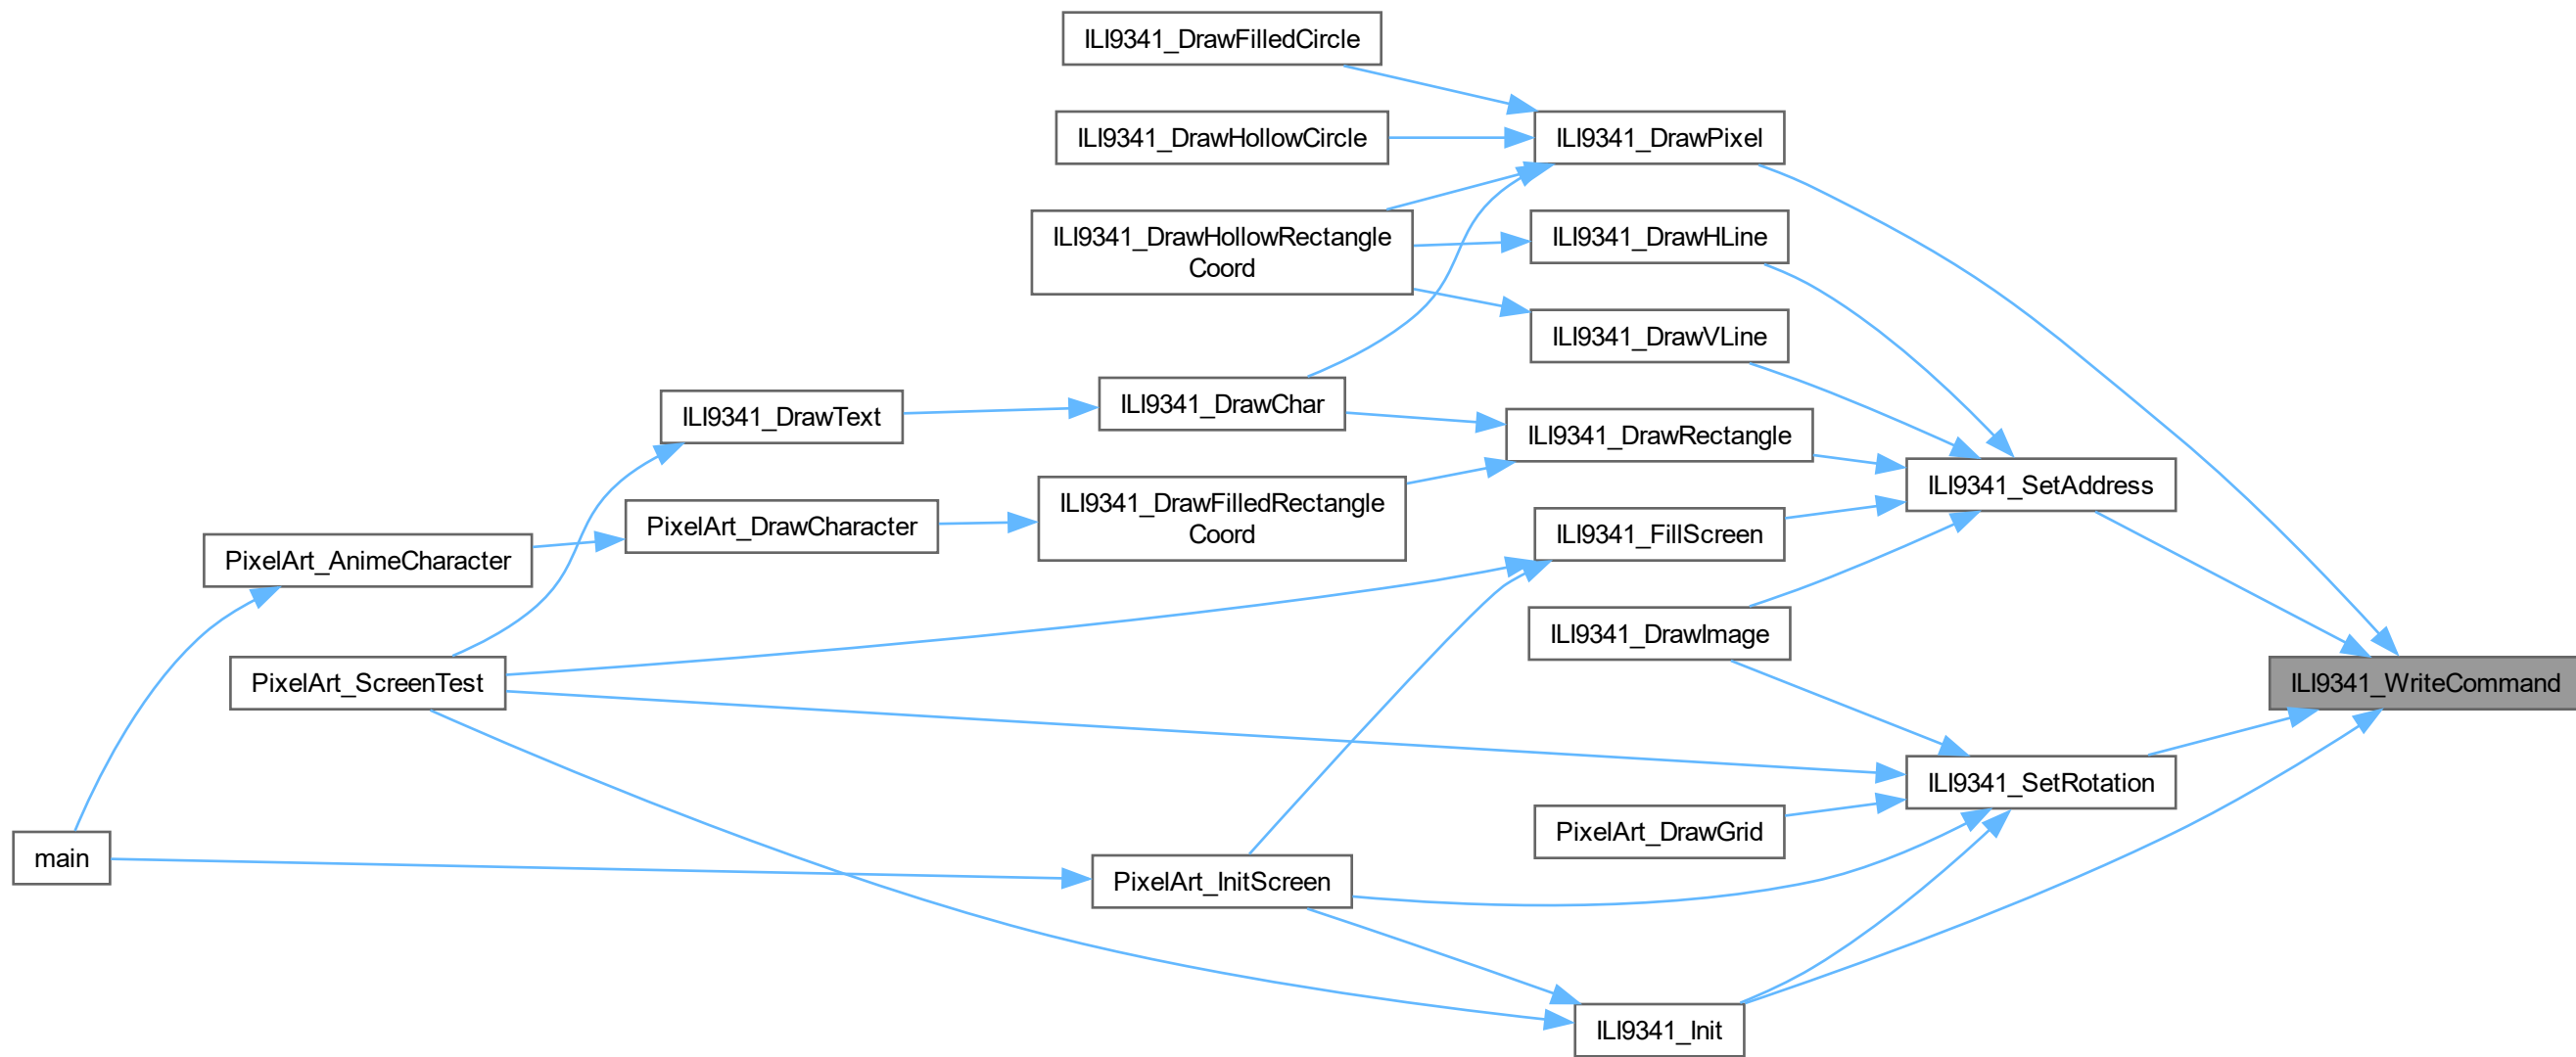 ILI9341_DrawFilledCircle
ILI9341_DrawHollowCircle
ILI9341_DrawPixel
ILI9341_DrawHollowRectangle
Coord
ILI9341_DrawHLine
ILI9341_DrawVLine
ILI9341_DrawText
ILI9341_DrawChar
ILI9341_DrawRectangle
ILI9341_SetAddress
PixelArt_AnimeCharacter
PixelArt_DrawCharacter
ILI9341_DrawFilledRectangle
Coord
ILI9341_FillScreen
ILI9341_DrawImage
PixelArt_ScreenTest
ILI9341_WriteCommand
ILI9341_SetRotation
PixelArt_DrawGrid
main
PixelArt_InitScreen
ILI9341_Init